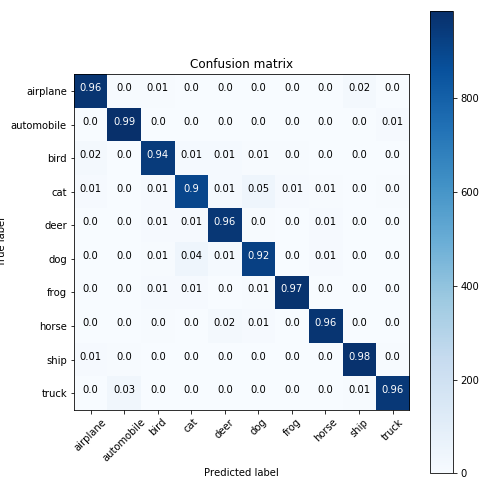 Confusion matrix
airplane 0.96 0.0 0.01 0.0 0.0 0.0 0.0 0.0 0.02 0.0
automobile 0.0 0.99 0.0 0.0 0.0 0.0 0.0 0.0 0.0 0.01
bird 0.02 0.0 0.94 0.01 0.01 0.01 0.0 0.0 0.0 0.0
cat 0.01 0.0 0.01 0.9 0.01 0.05 0.01 0.01 0.0 0.0
deer 0.0 0.0 0.01 0.01 0.96 0.0 0.0 0.01 0.0 0.0
dog 0.0 0.0 0.01 0.04 0.0 0.92 0.0 0.01 0.0 0.0
frog 0.0 0.0 0.01 0.01 0.0 0.01 0.97 0.0 0.0 0.0
horse 0.0 0.0 0.0 0.0 0.02 0.01 0.0 0.96 0.0 0.0
ship 0.01 0.0 0.0 0.0 0.0 0.0 0.0 0.0 0.98 0.0
truck 0.0 0.03 0.0 0.0 0.0 0.0 0.0 0.0 0.01 0.96
airplane automobile bird cat deer dog frog horse ship truck
Predicted label
800
600
400
200
0